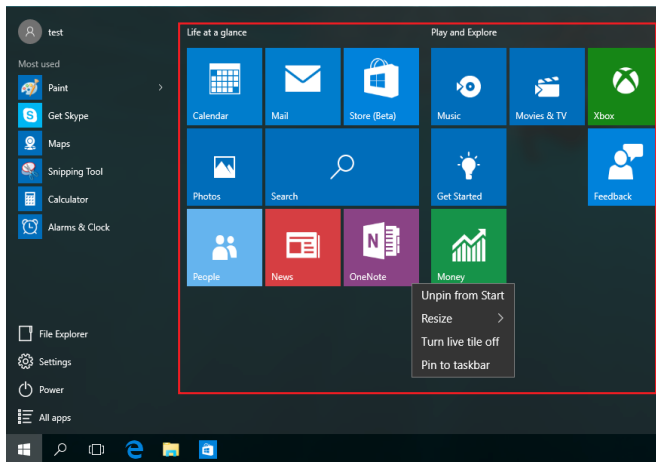 test
Most used
Paint
Get Skype
Maps
Snipping Tool
Calculator
Alarms & Clock
File Explorer
Settings
Power
All apps
Life at a glance
Calendar
Mail
Store (Beta)
Photos
Search
People
News
OneNote
Play and Explore
Music
Movies & TV
Xbox
Get Started
Feedback
Money
Unpin from Start
Resize
Turn live tile off
Pin to taskbar